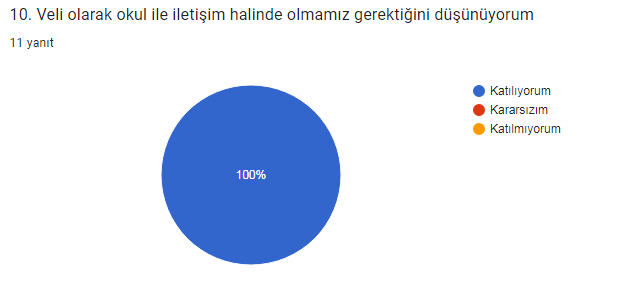 10. Veli olarak okul ile iletişim halinde olmamız gerektiğini düşünüyorum
11 yanıt
Katılıyorum
Kararsızım
Katılmıyorum
100%